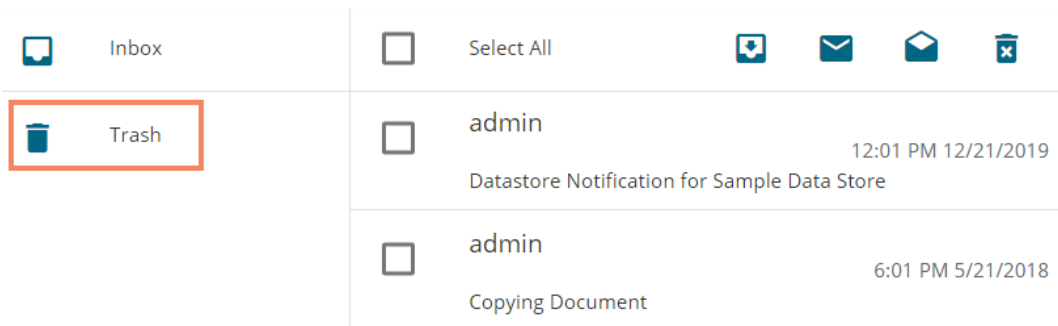 Inbox
Select All
Trash
admin
12:01 PM 12/21/2019
Datastore Notification for Sample Data Store
admin
6:01 PM 5/21/2018
Copying Document